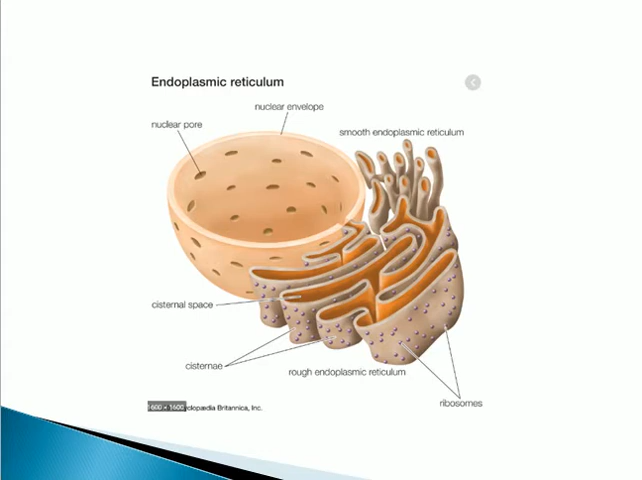 Endoplasmic reticulum
nuclear envelope
nuclear pore
smooth endoplasmic reticulum
cisternal space
cisternae
rough endoplasmic reticulum
ribosomes
1600 × 1600
clopædia Britannica, Inc.